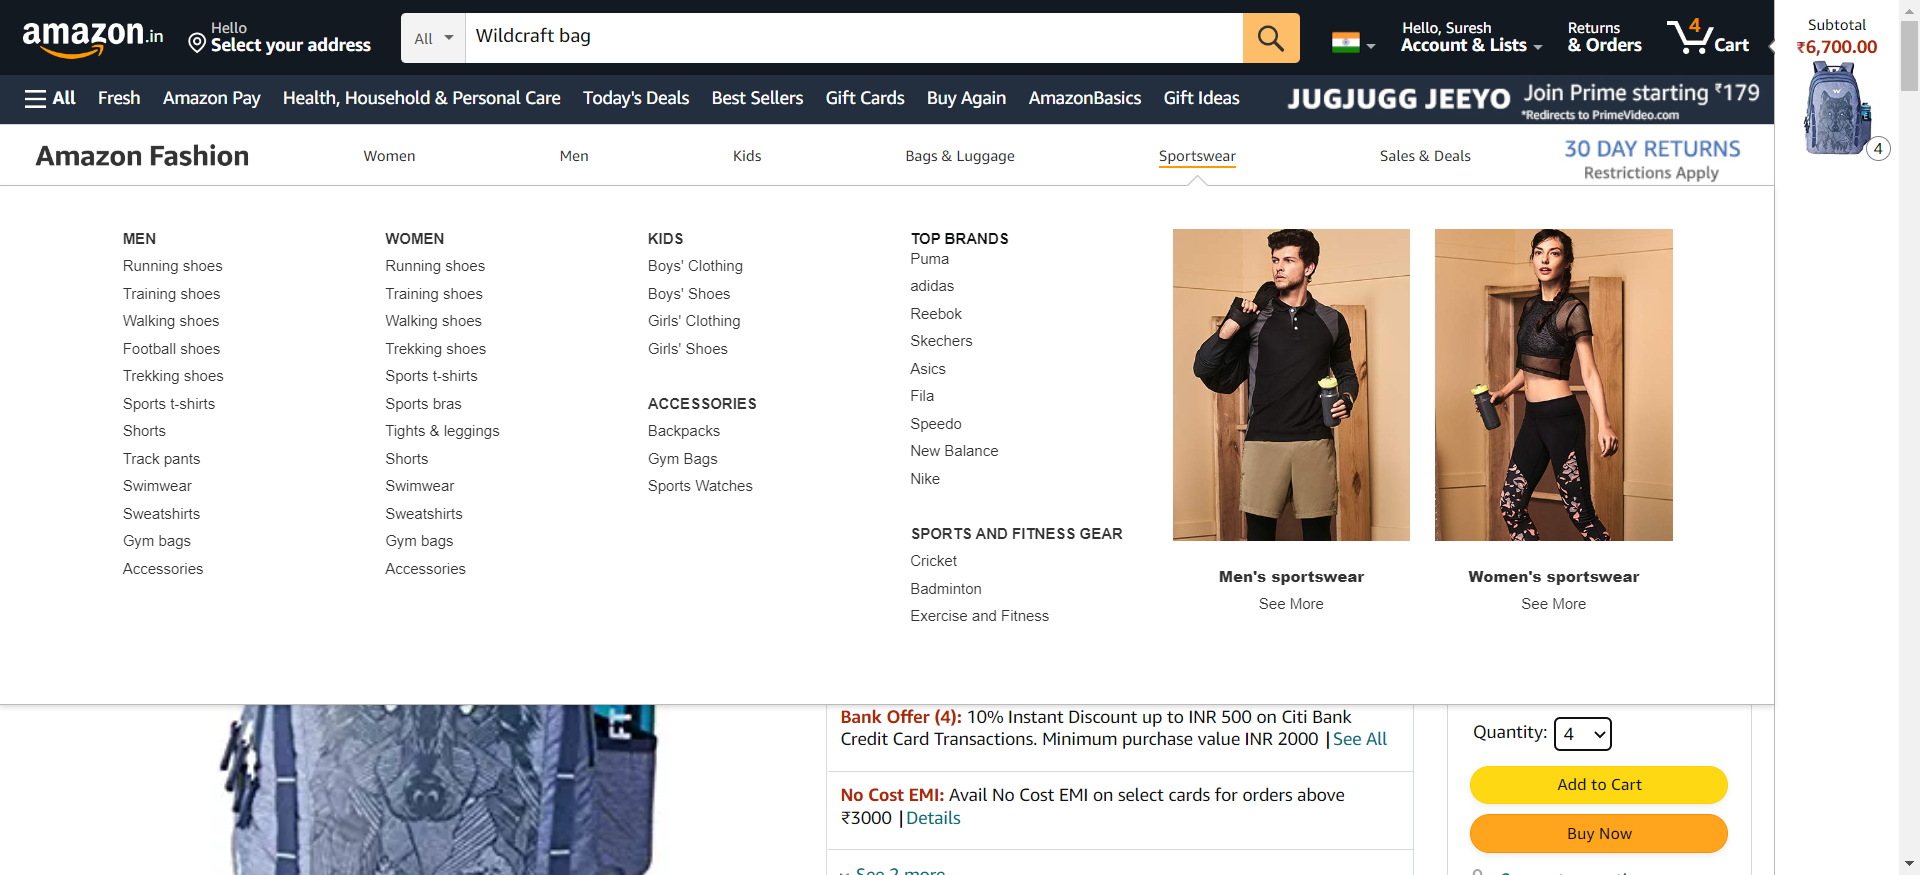 amazon.in
Hello
Select your address
All
Wildcraft bag
Hello, Suresh
Account & Lists
Returns
& Orders
4
Cart
Subtotal
₹6,700.00
4
All
Fresh
Amazon Pay
Health, Household & Personal Care
Today's Deals
Best Sellers
Gift Cards
Buy Again
AmazonBasics
Gift Ideas
JUGJUGG JEEYO
Join Prime starting ₹179
*Redirects to PrimeVideo.com
Amazon Fashion
Women
Men
Kids
Bags & Luggage
Sportswear
Sales & Deals
30 DAY RETURNS
Restrictions Apply
MEN
Running shoes
Training shoes
Walking shoes
Football shoes
Trekking shoes
Sports t-shirts
Shorts
Track pants
Swimwear
Sweatshirts
Gym bags
Accessories
WOMEN
Running shoes
Training shoes
Walking shoes
Trekking shoes
Sports t-shirts
Sports bras
Tights & leggings
Shorts
Swimwear
Sweatshirts
Gym bags
Accessories
KIDS
Boys' Clothing
Boys' Shoes
Girls' Clothing
Girls' Shoes
ACCESSORIES
Backpacks
Gym Bags
Sports Watches
TOP BRANDS
Puma
adidas
Reebok
Skechers
Asics
Fila
Speedo
New Balance
Nike
SPORTS AND FITNESS GEAR
Cricket
Badminton
Exercise and Fitness
Men's sportswear
See More
Women's sportswear
See More
Bank Offer (4): 10% Instant Discount up to INR 500 on Citi Bank
Credit Card Transactions. Minimum purchase value INR 2000 | See All
No Cost EMI: Avail No Cost EMI on select cards for orders above
₹3000 | Details
See 2 more
Quantity: 4
Add to Cart
Buy Now